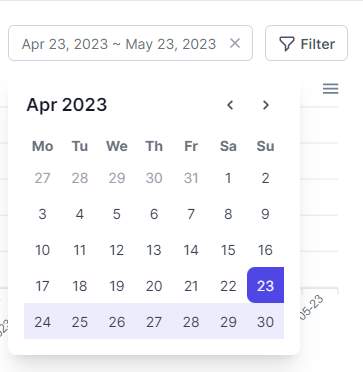 Apr 23, 2023 ~ May 23, 2023 Filter
Apr 2023
Mo Tu We Th Fr Sa Su
27 28 29 30 31 1 2
3 4 5 6 7 8 9
10 11 12 13 14 15 16
17 18 19 20 21 22 23
24 25 26 27 28 29 30
05-23